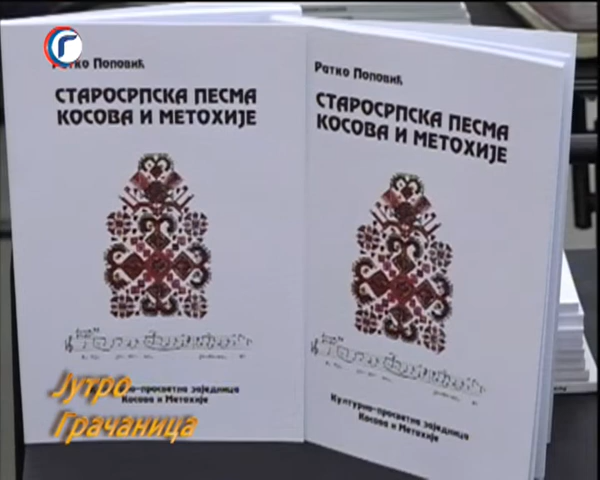 Ратко Поповић
СТАРОСРПСКА ПЕСМА
КОСОВА И МЕТОХИЈЕ
просветна заједница
Косова и Метохије
Ратко Поповић
СТАРОСРПСКА ПЕСМА
КОСОВА И МЕТОХИЈЕ
Културно-просветна заједница
Косова и Метохије
Јутро
Грачаница